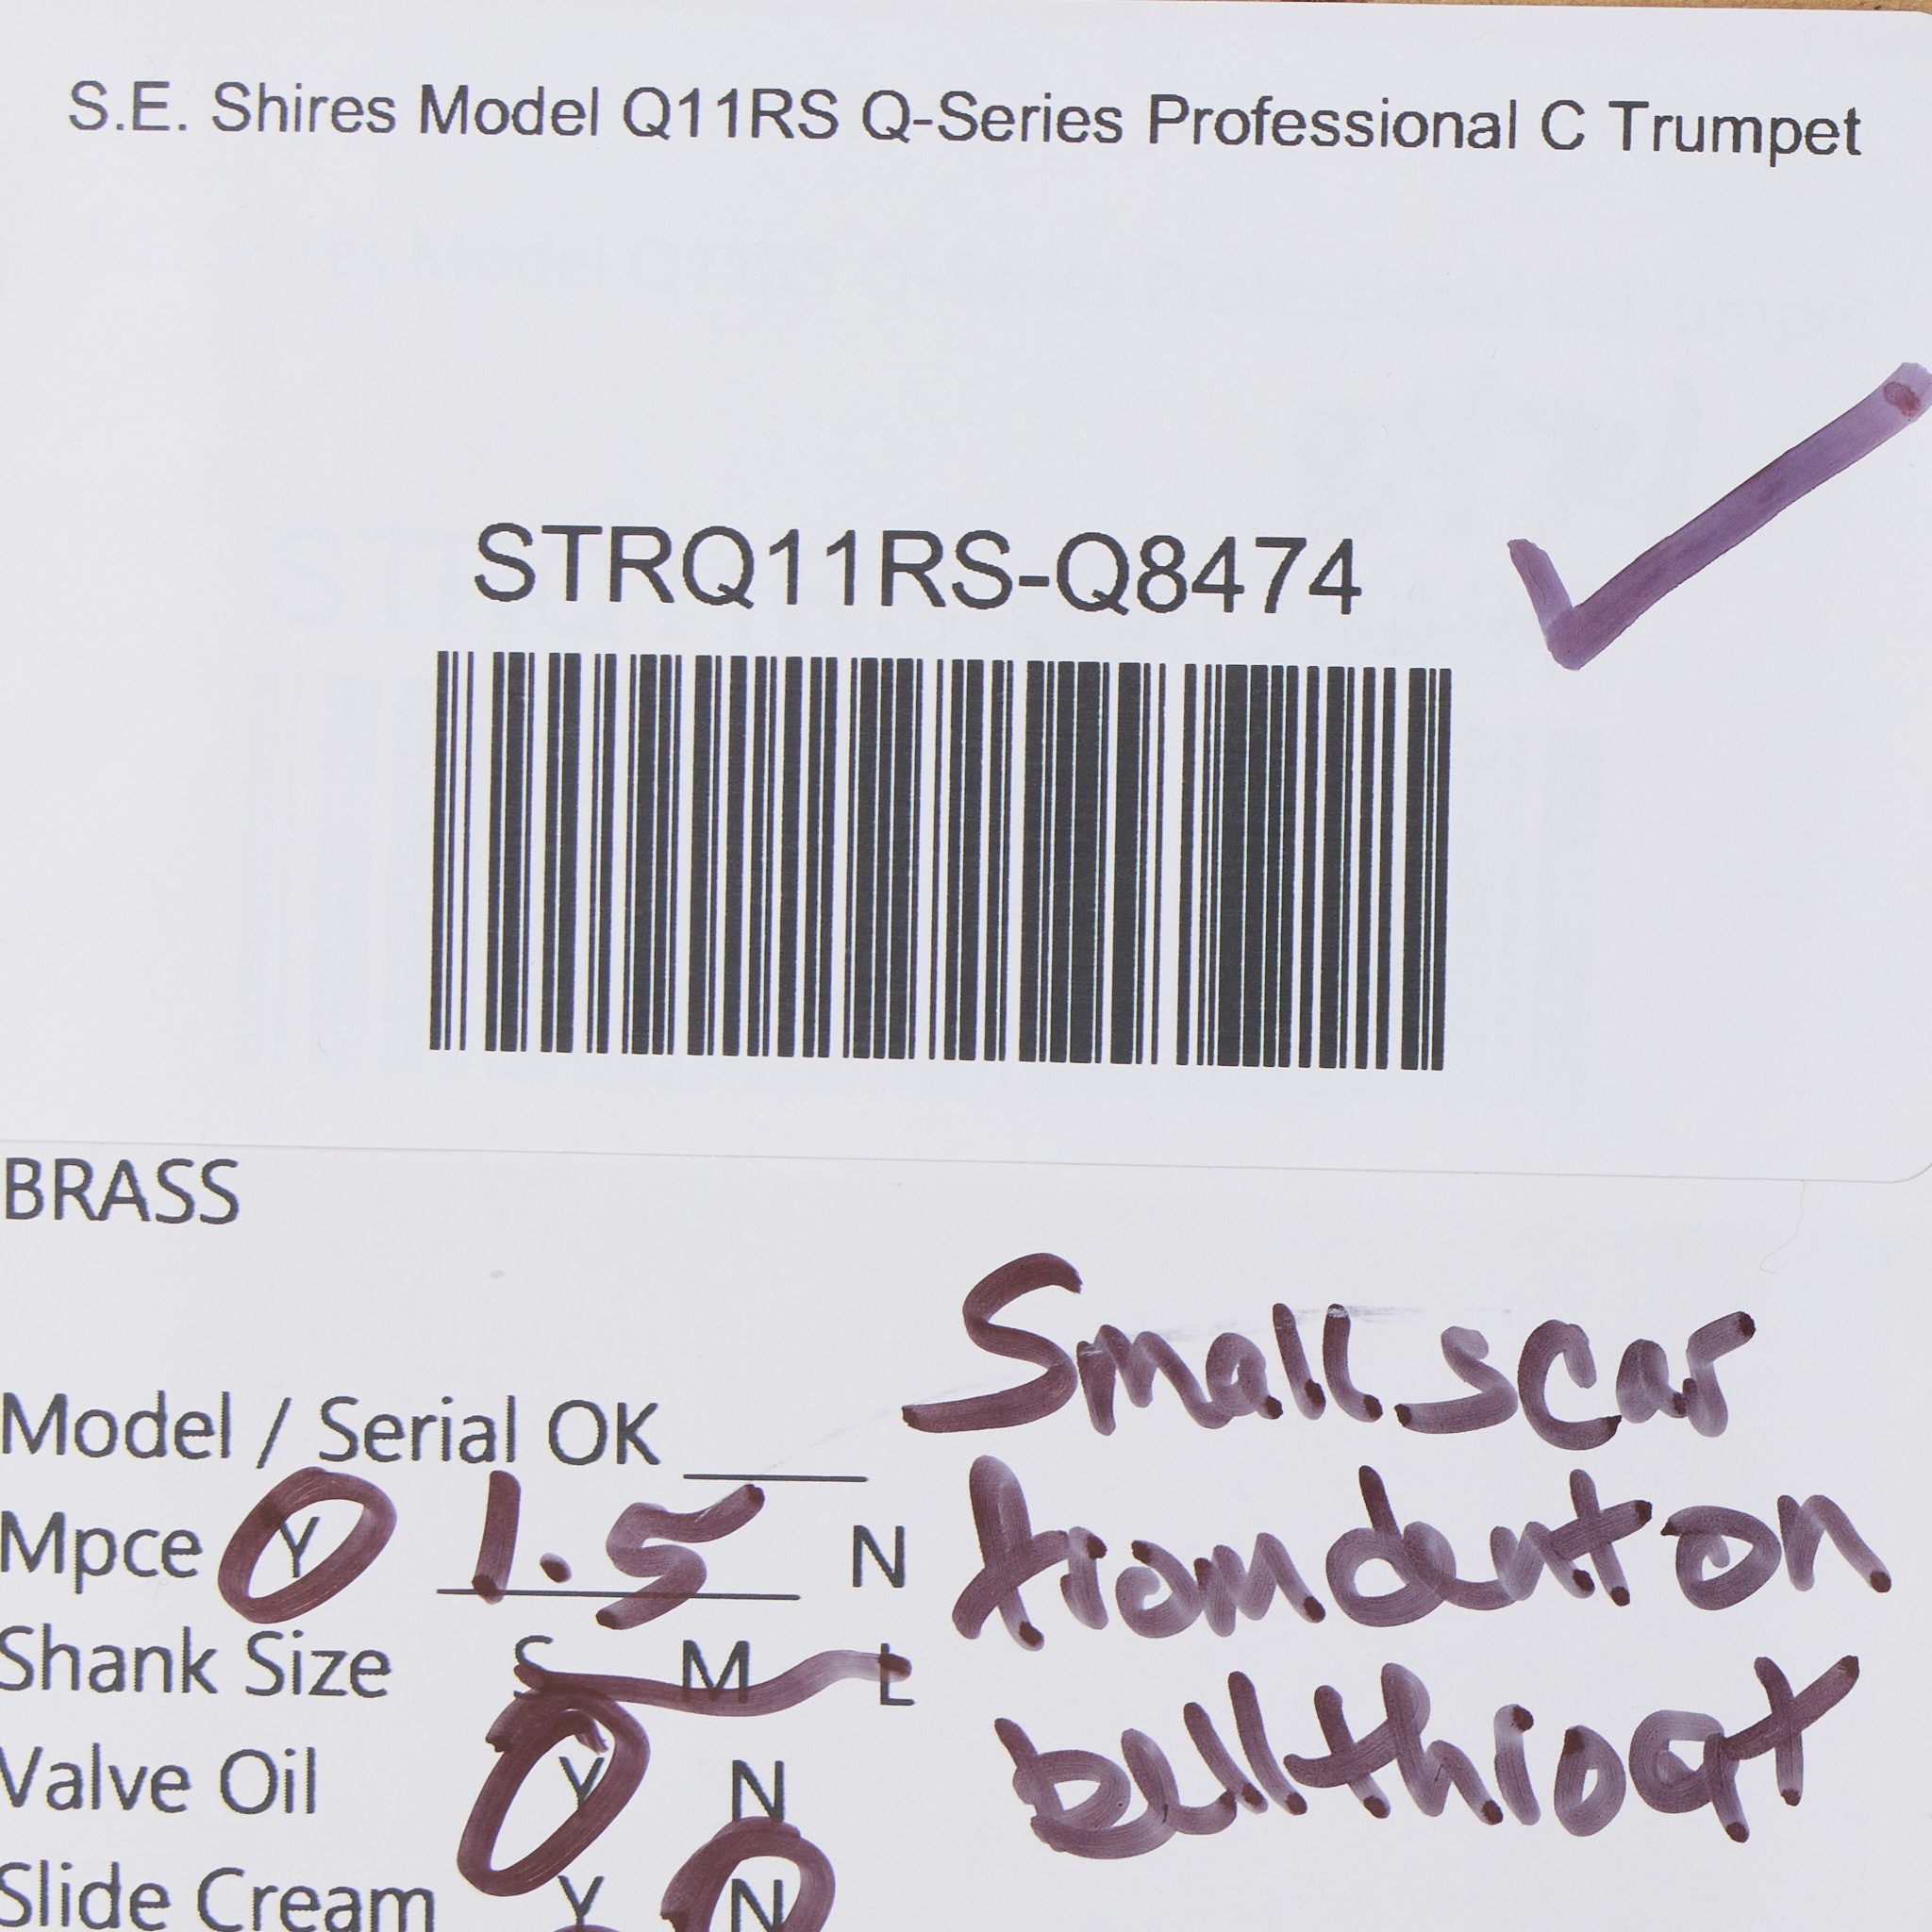 S.E. Shires Model Q11RS Q-Series Professional C Trumpet
STRQ11RS-Q8474
BRASS
Small scar
from dent on
bell throat
Model / Serial OK ____
Mpce Y 1.5 N
Shank Size S M L
Valve Oil Y N
Slide Cream Y N